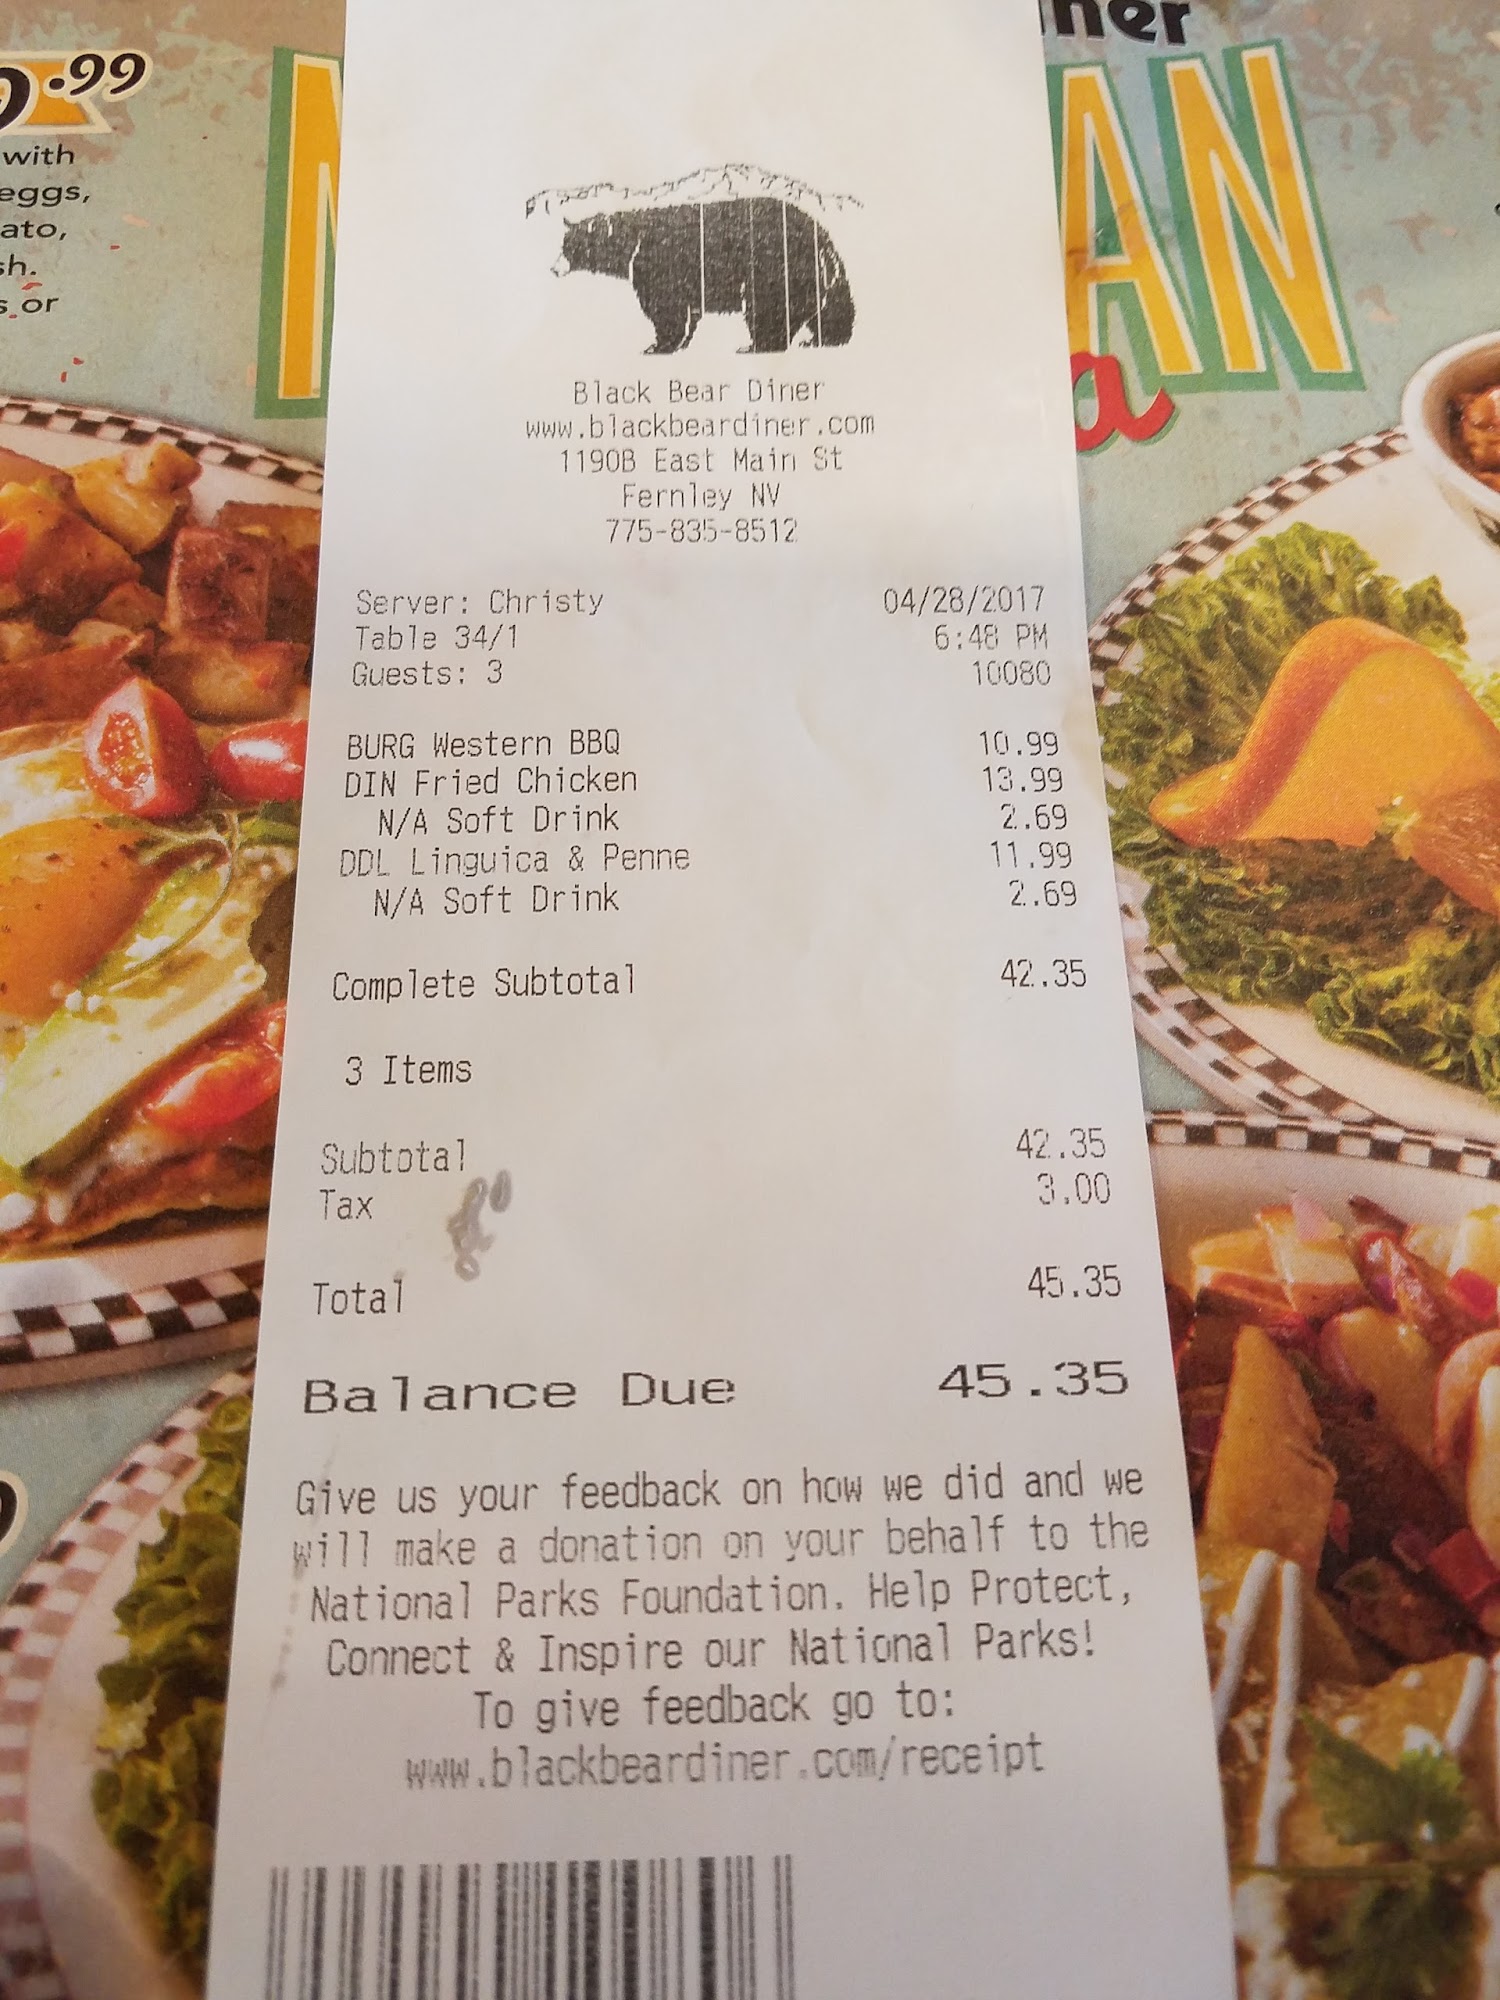 9.99
with
eggs,
ato,
sh.
s or
ner
AN
a
Black Bear Diner
www.blackbeardiner.com
1190B East Main St
Fernley NV
775-835-8512
Server: Christy 04/28/2017
Table 34/1 6:48 PM
Guests: 3 10080
BURG Western BBQ 10.99
DIN Fried Chicken 13.99
N/A Soft Drink 2.69
DDL Linguica & Penne 11.99
N/A Soft Drink 2.69
Complete Subtotal 42.35
3 Items
Subtotal 42.35
Tax 3.00
Total 45.35
Balance Due 45.35
Give us your feedback on how we did and we
will make a donation on your behalf to the
National Parks Foundation. Help Protect,
Connect & Inspire our National Parks!
To give feedback go to:
www.blackbeardiner.com/receipt